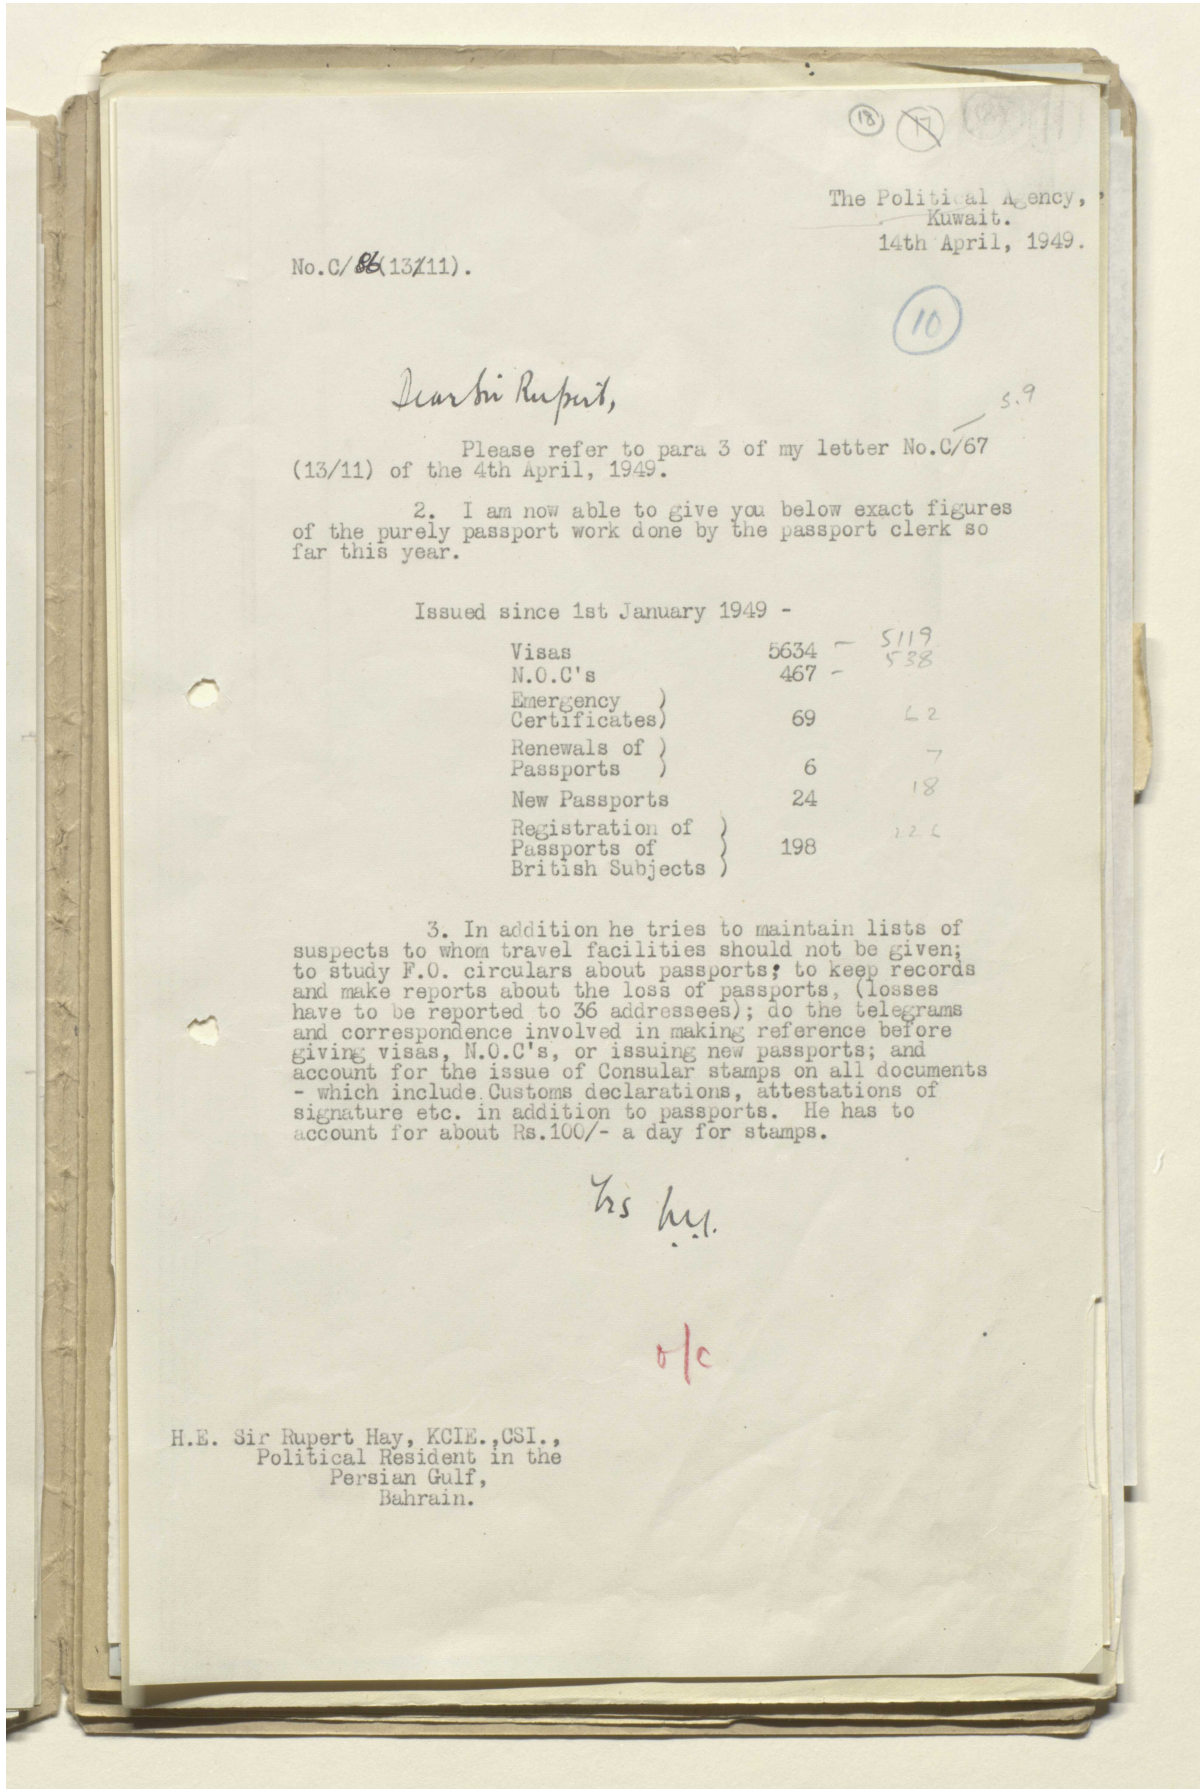 18 17
The Political Agency,
Kuwait.
14th April, 1949.
No.C/86(13/11).
10
Dear Sir Rupert,
s.9
Please refer to para 3 of my letter No.C/67
(13/11) of the 4th April, 1949.
2. I am now able to give you below exact figures
of the purely passport work done by the passport clerk so
far this year.
Issued since 1st January 1949 -
Visas 5634 - 5119
N.O.C's 467 - 538
Emergency )
Certificates) 69 62
Renewals of )
Passports ) 6 7
New Passports 24 18
Registration of )
Passports of ) 198 226
British Subjects )
3. In addition he tries to maintain lists of
suspects to whom travel facilities should not be given;
to study F.O. circulars about passports; to keep records
and make reports about the loss of passports, (losses
have to be reported to 36 addressees); do the telegrams
and correspondence involved in making reference before
giving visas, N.O.C's, or issuing new passports; and
account for the issue of Consular stamps on all documents
- which include Customs declarations, attestations of
signature etc. in addition to passports. He has to
account for about Rs.100/- a day for stamps.
Yrs
o/c
H.E. Sir Rupert Hay, KCIE.,CSI.,
Political Resident in the
Persian Gulf,
Bahrain.